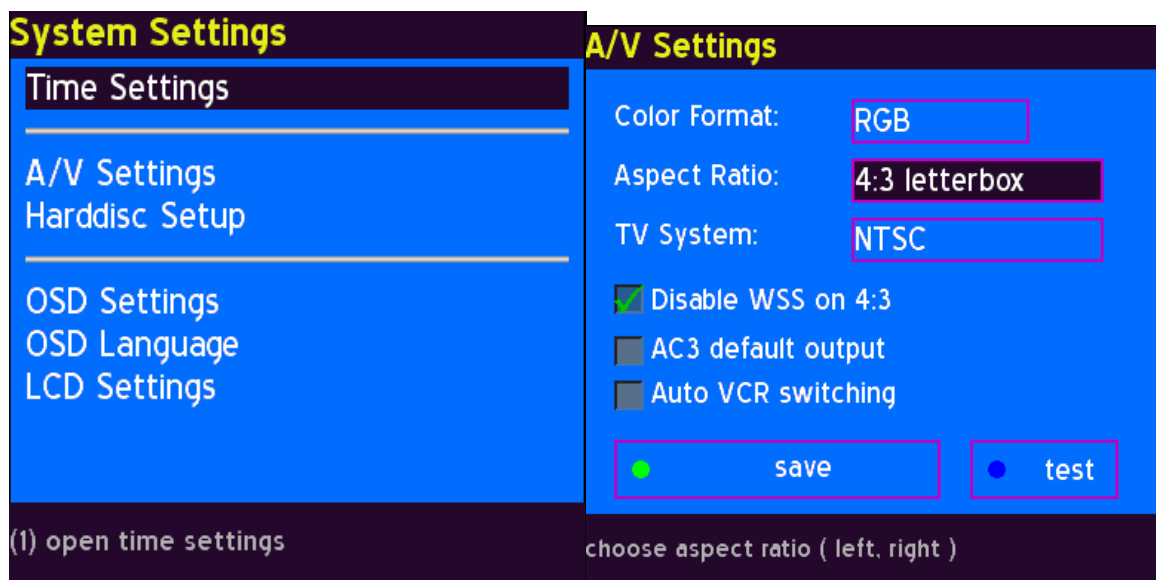 System Settings
Time Settings
A/V Settings
Harddisc Setup
OSD Settings
OSD Language
LCD Settings
(1) open time settings
A/V Settings
Color Format: RGB
Aspect Ratio: 4:3 letterbox
TV System: NTSC
Disable WSS on 4:3
AC3 default output
Auto VCR switching
save test
choose aspect ratio ( left, right )